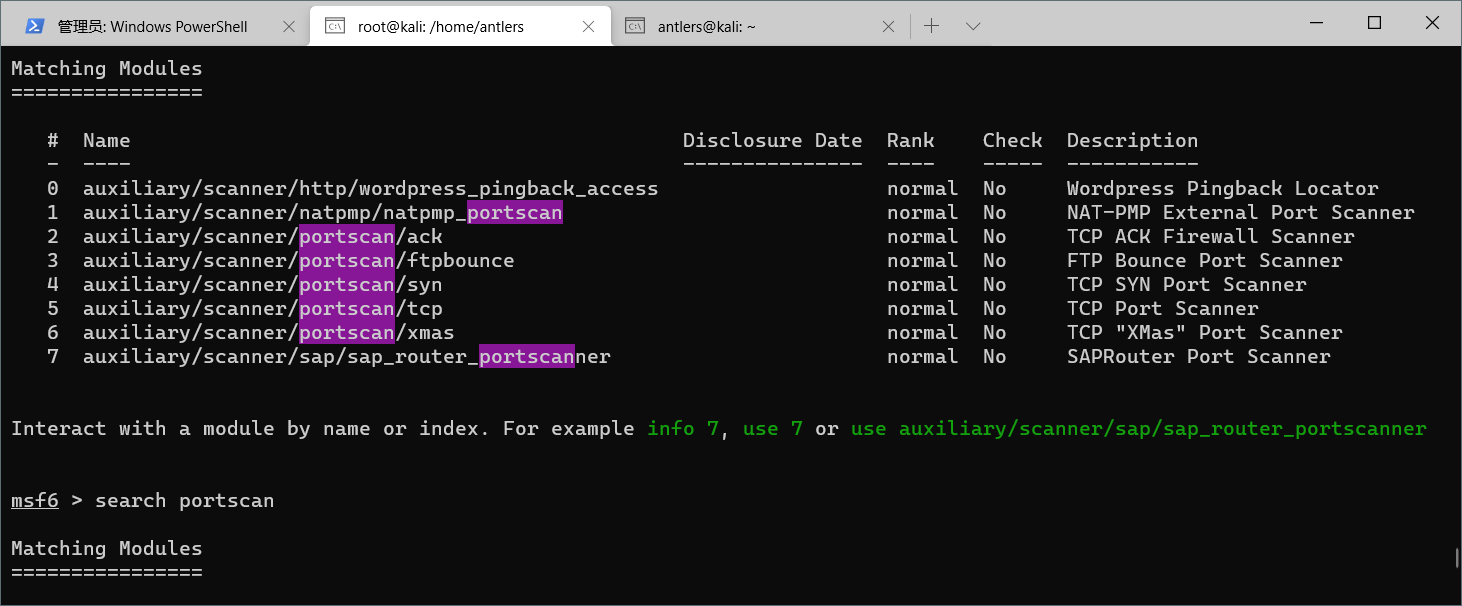 管理员: Windows PowerShell root@kali: /home/antlers antlers@kali: ~
Matching Modules
================
# Name Disclosure Date Rank Check Description
- ---- --------------- ---- ----- -----------
0 auxiliary/scanner/http/wordpress_pingback_access normal No Wordpress Pingback Locator
1 auxiliary/scanner/natpmp/natpmp_portscan normal No NAT-PMP External Port Scanner
2 auxiliary/scanner/portscan/ack normal No TCP ACK Firewall Scanner
3 auxiliary/scanner/portscan/ftpbounce normal No FTP Bounce Port Scanner
4 auxiliary/scanner/portscan/syn normal No TCP SYN Port Scanner
5 auxiliary/scanner/portscan/tcp normal No TCP Port Scanner
6 auxiliary/scanner/portscan/xmas normal No TCP "XMas" Port Scanner
7 auxiliary/scanner/sap/sap_router_portscanner normal No SAPRouter Port Scanner
Interact with a module by name or index. For example info 7, use 7 or use auxiliary/scanner/sap/sap_router_portscanner
msf6 > search portscan
Matching Modules
================